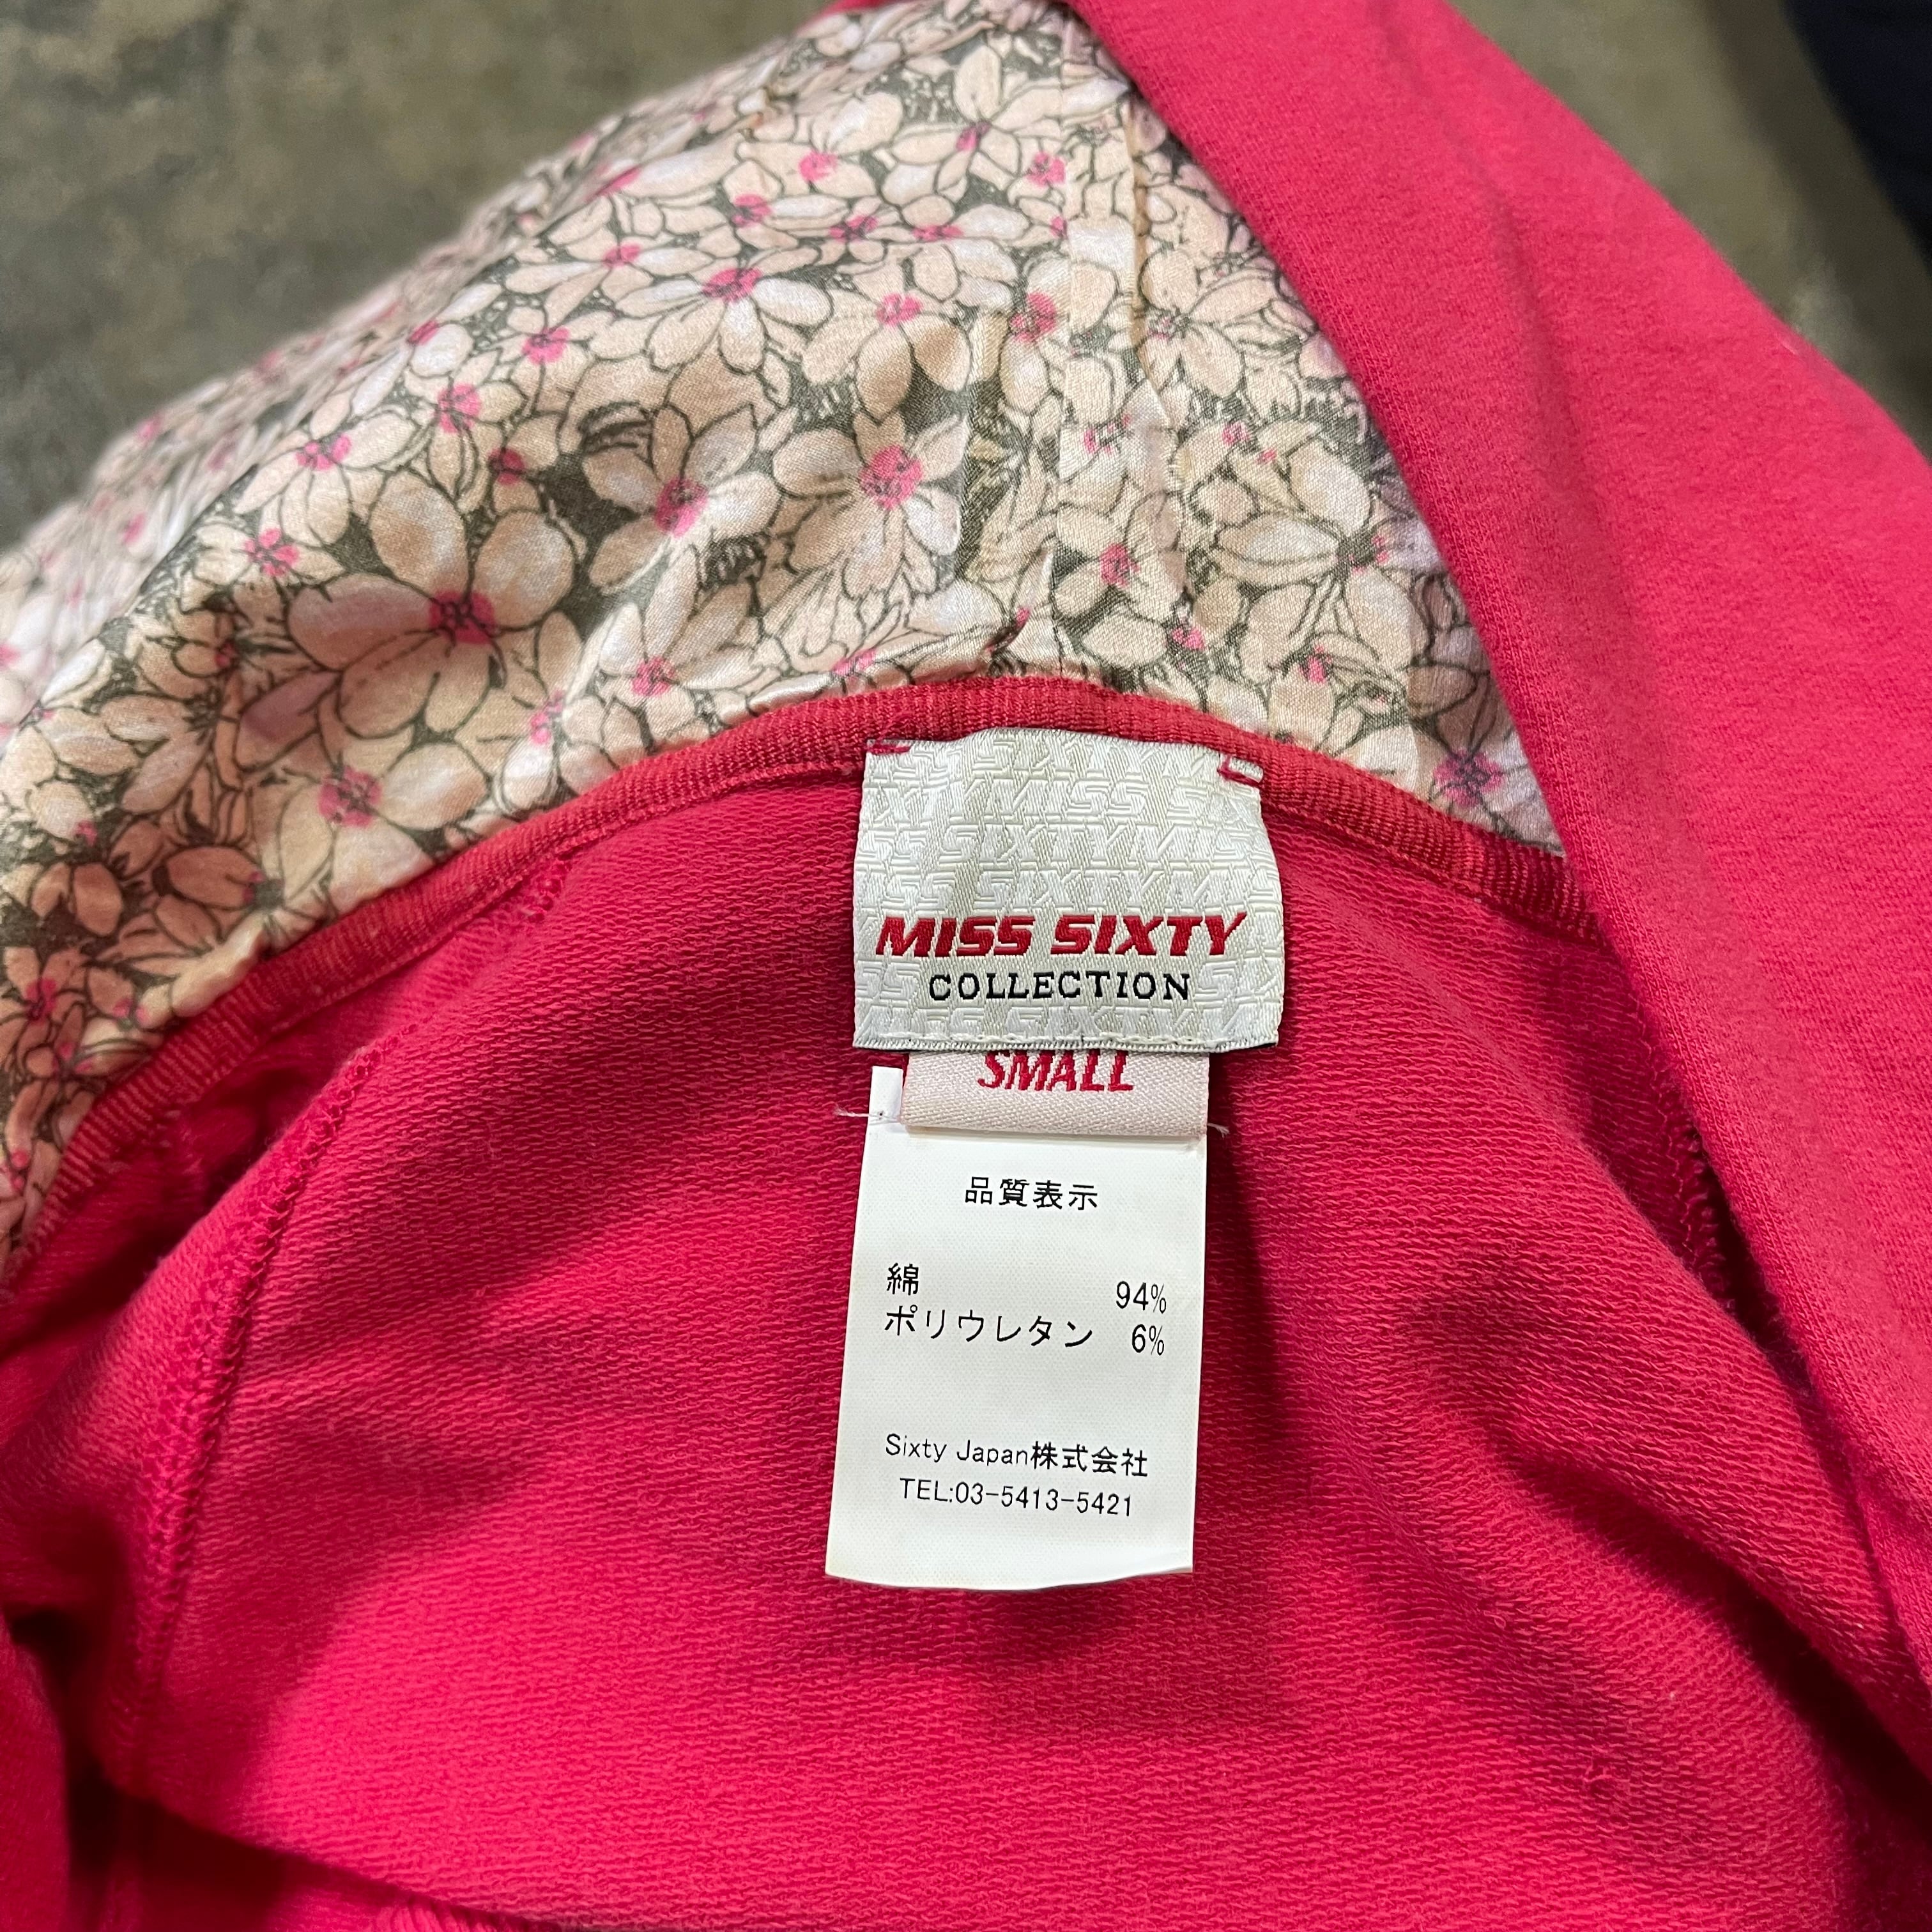 MISS SIXTY
COLLECTION
SMALL
品質表示
綿 94%
ポリウレタン 6%
Sixty Japan株式会社
TEL:03-5413-5421